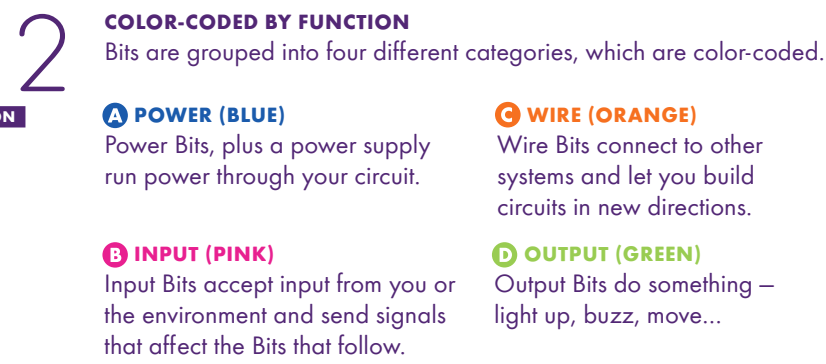 2
COLOR-CODED BY FUNCTION
Bits are grouped into four different categories, which are color-coded.
ON
A POWER (BLUE)
Power Bits, plus a power supply
run power through your circuit.
B INPUT (PINK)
Input Bits accept input from you or
the environment and send signals
that affect the Bits that follow.
C WIRE (ORANGE)
Wire Bits connect to other
systems and let you build
circuits in new directions.
D OUTPUT (GREEN)
Output Bits do something –
light up, buzz, move...